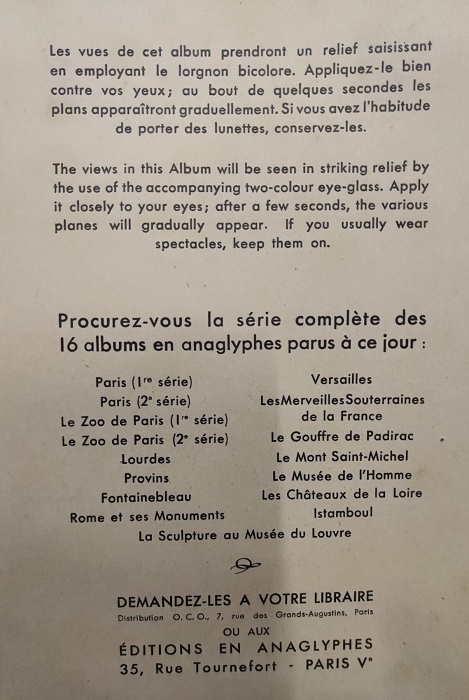 Les vues de cet album prendront un relief saisissant
en employant le lorgnon bicolore. Appliquez-le bien
contre vos yeux; au bout de quelques secondes les
plans apparaîtront graduellement. Si vous avez l'habitude
de porter des lunettes, conservez-les.
The views in this Album will be seen in striking relief by
the use of the accompanying two-colour eye-glass. Apply
it closely to your eyes; after a few seconds, the various
planes will gradually appear. If you usually wear
spectacles, keep them on.
Procurez-vous la série complète des
16 albums en anaglyphes parus à ce jour :
Paris (1re série)
Paris (2e série)
Le Zoo de Paris (1re série)
Le Zoo de Paris (2e série)
Lourdes
Provins
Fontainebleau
Rome et ses Monuments
Versailles
Les Merveilles Souterraines
de la France
Le Gouffre de Padirac
Le Mont Saint-Michel
Le Musée de l'Homme
Les Châteaux de la Loire
Istamboul
La Sculpture au Musée du Louvre
DEMANDEZ-LES A VOTRE LIBRAIRE
Distribution O. C. O., 7, rue des Grands-Augustins, Paris
OU AUX
ÉDITIONS EN ANAGLYPHES
35, Rue Tournefort - PARIS Ve